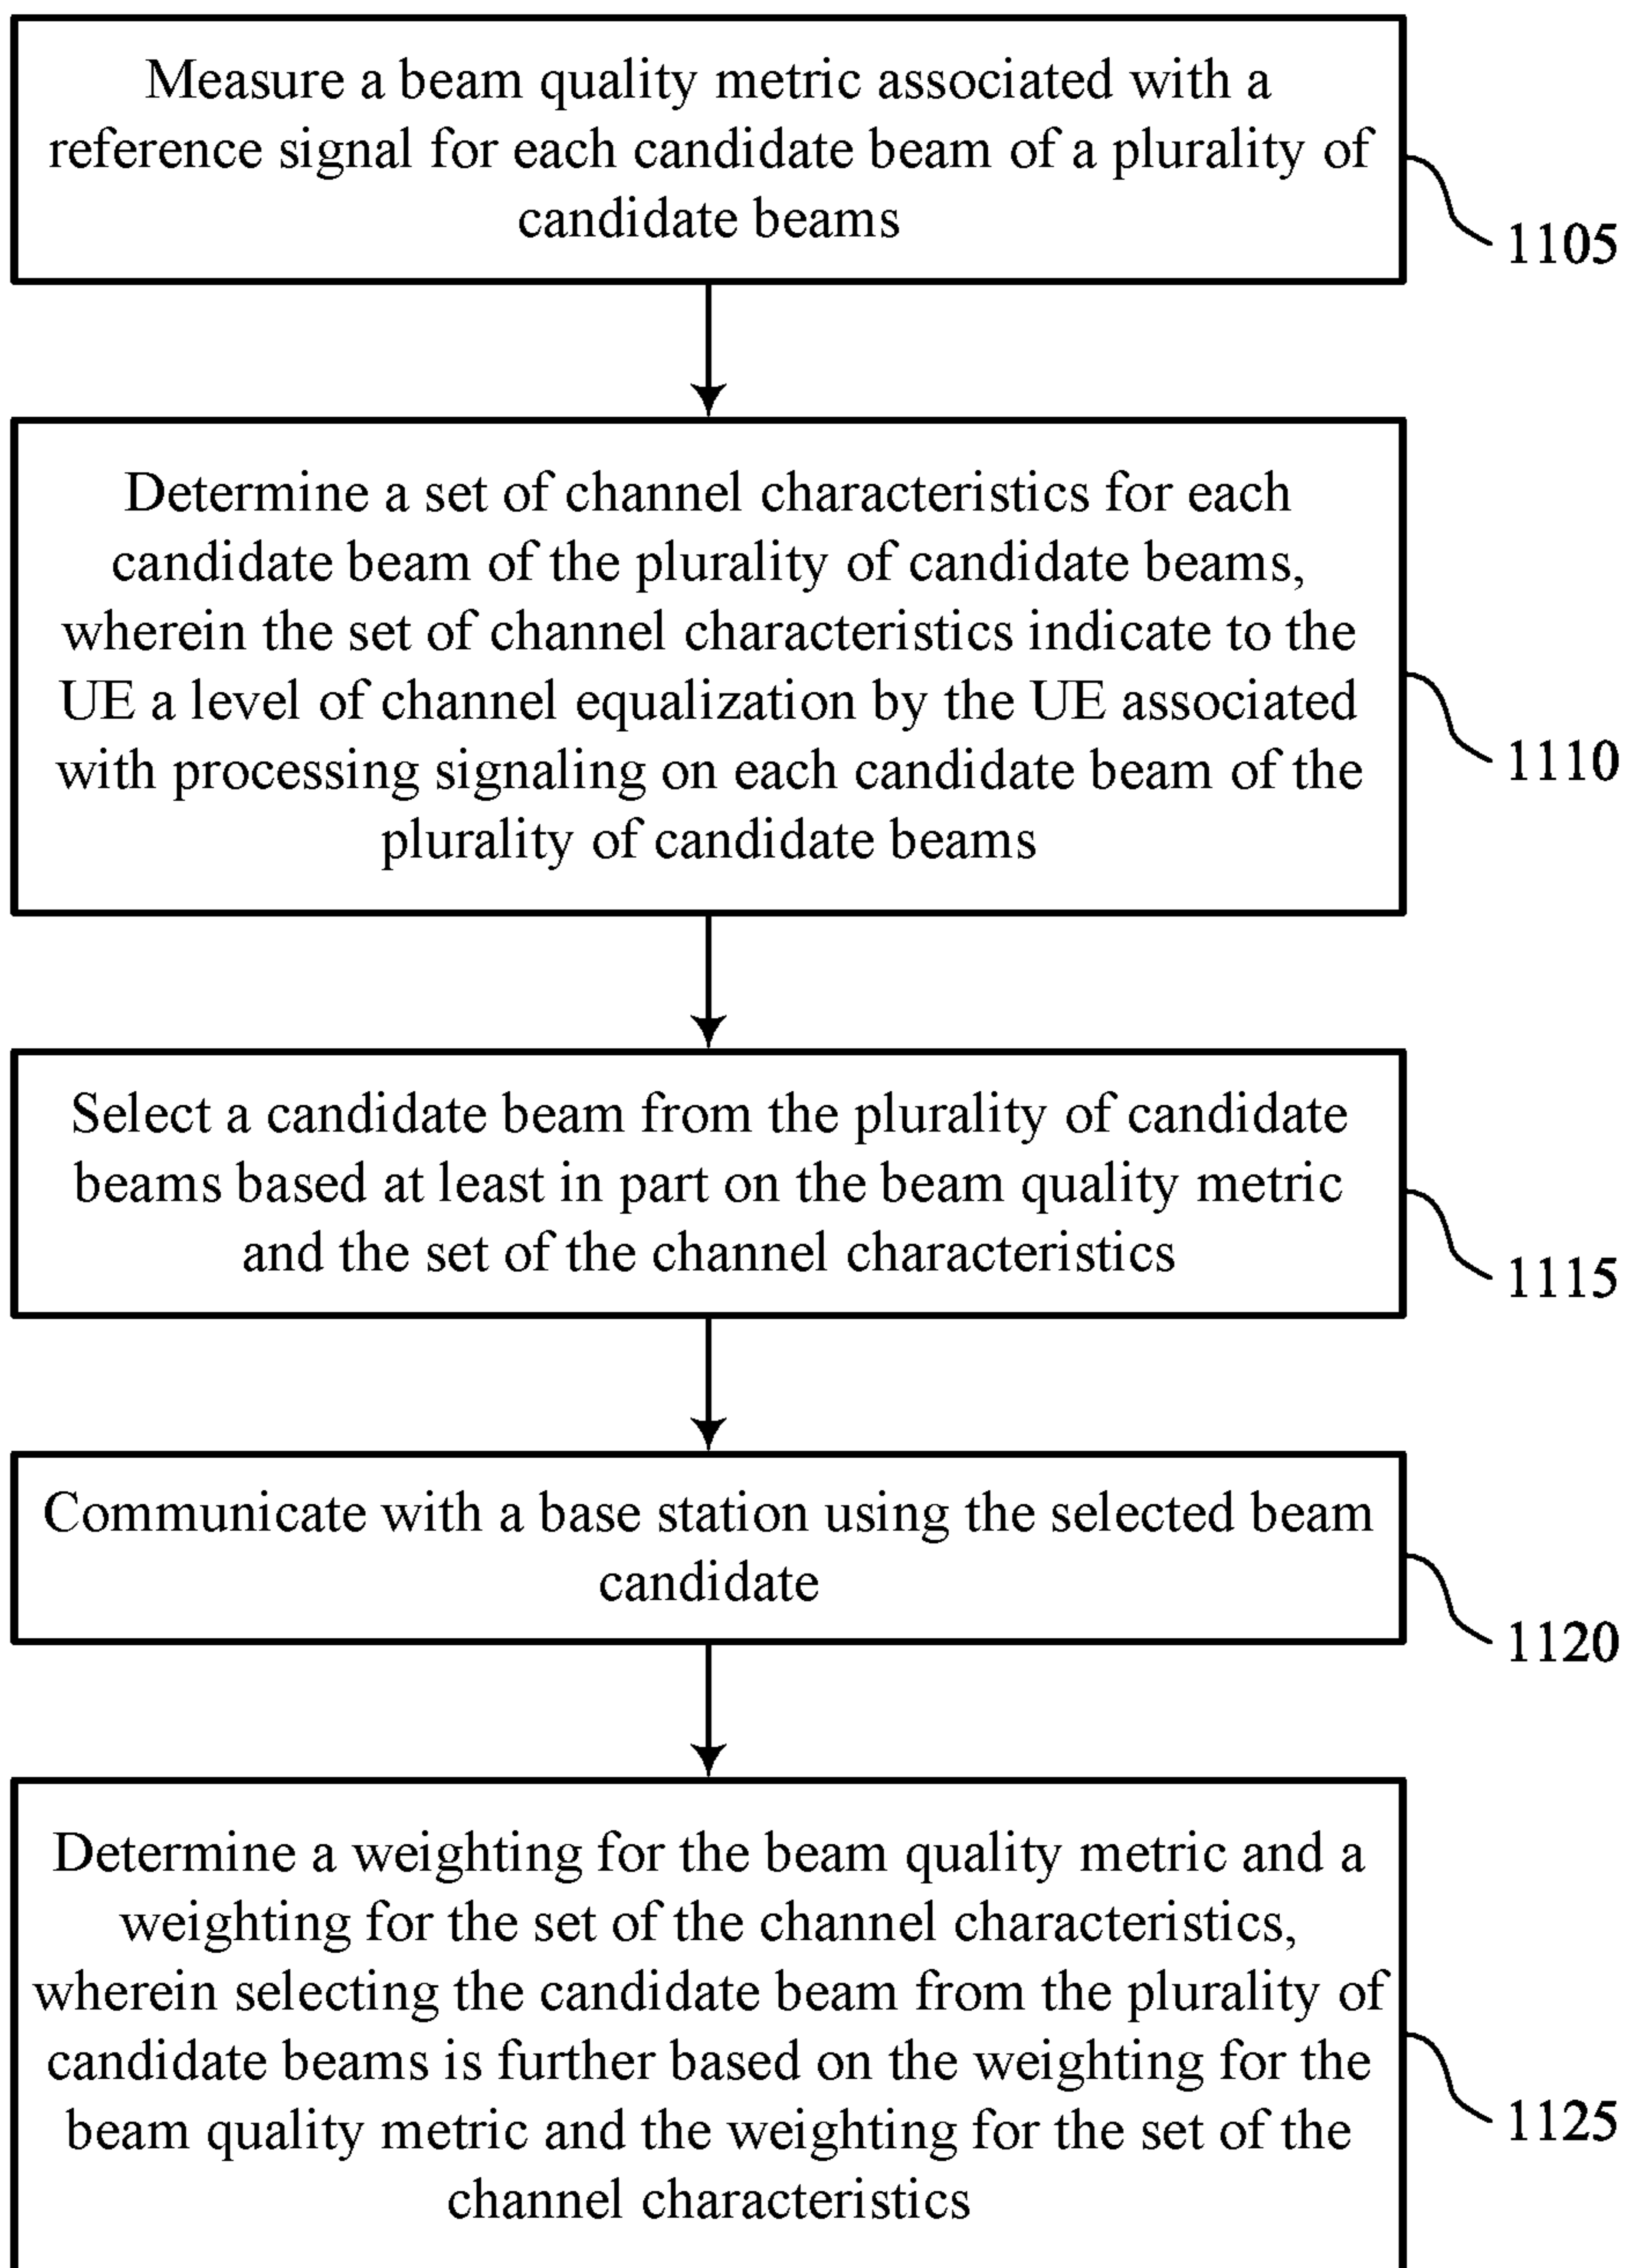 Measure a beam quality metric associated with a
reference signal for each candidate beam of a plurality of
candidate beams
1105
Determine a set of channel characteristics for each
candidate beam of the plurality of candidate beams,
wherein the set of channel characteristics indicate to the
UE a level of channel equalization by the UE associated
with processing signaling on each candidate beam of the
plurality of candidate beams
1110
Select a candidate beam from the plurality of candidate
beams based at least in part on the beam quality metric
and the set of the channel characteristics
1115
Communicate with a base station using the selected beam
candidate
1120
Determine a weighting for the beam quality metric and a
weighting for the set of the channel characteristics,
wherein selecting the candidate beam from the plurality of
candidate beams is further based on the weighting for the
beam quality metric and the weighting for the set of the
channel characteristics
1125